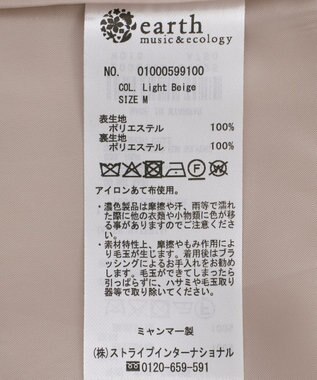 earth
music&ecology
NO. 01000599100
COL. Light Beige
SIZE M
表生地
ポリエステル 100%
裏生地
ポリエステル 100%
アイロンあて布使用。
・濃色製品は摩擦や汗、雨等で濡れ
た際に他の衣類や小物類に色が移
る事がありますのでご注意くださ
い。
・素材特性上、摩擦やもみ作用によ
り毛玉が生じます。着用後はブラ
ッシングによるお手入れをお勧め
します。毛玉ができてしまったら
引っぱらずに、ハサミや毛玉取り
器等で取り除いてください。
ミャンマー製
(株)ストライプインターナショナル
0120-659-591